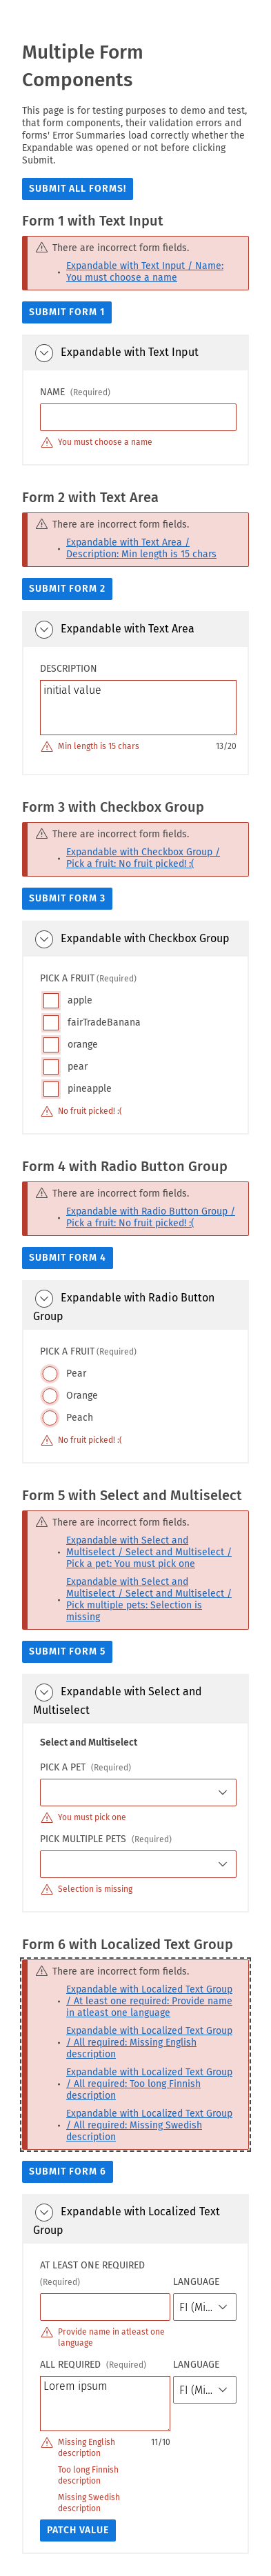 Multiple Form
Components
This page is for testing purposes to demo and test,
that form components, their validation errors and
forms' Error Summaries load correctly whether the
Expandable was opened or not before clicking
Submit.
SUBMIT ALL FORMS!
Form 1 with Text Input
There are incorrect form fields.
Expandable with Text Input / Name:
You must choose a name
SUBMIT FORM 1
Expandable with Text Input
NAME (Required)
You must choose a name
Form 2 with Text Area
There are incorrect form fields.
Expandable with Text Area /
Description: Min length is 15 chars
SUBMIT FORM 2
Expandable with Text Area
DESCRIPTION
initial value
Min length is 15 chars 13/20
Form 3 with Checkbox Group
There are incorrect form fields.
Expandable with Checkbox Group /
Pick a fruit: No fruit picked! :(
SUBMIT FORM 3
Expandable with Checkbox Group
PICK A FRUIT (Required)
apple
fairTradeBanana
orange
pear
pineapple
No fruit picked! :(
Form 4 with Radio Button Group
There are incorrect form fields.
Expandable with Radio Button Group /
Pick a fruit: No fruit picked! :(
SUBMIT FORM 4
Expandable with Radio Button
Group
PICK A FRUIT (Required)
Pear
Orange
Peach
No fruit picked! :(
Form 5 with Select and Multiselect
There are incorrect form fields.
Expandable with Select and
Multiselect / Select and Multiselect /
Pick a pet: You must pick one
Expandable with Select and
Multiselect / Select and Multiselect /
Pick multiple pets: Selection is
missing
SUBMIT FORM 5
Expandable with Select and
Multiselect
Select and Multiselect
PICK A PET (Required)
You must pick one
PICK MULTIPLE PETS (Required)
Selection is missing
Form 6 with Localized Text Group
There are incorrect form fields.
Expandable with Localized Text Group
/ At least one required: Provide name
in atleast one language
Expandable with Localized Text Group
/ All required: Missing English
description
Expandable with Localized Text Group
/ All required: Too long Finnish
description
Expandable with Localized Text Group
/ All required: Missing Swedish
description
SUBMIT FORM 6
Expandable with Localized Text
Group
AT LEAST ONE REQUIRED
(Required) LANGUAGE
FI (Mi...
Provide name in atleast one
language
ALL REQUIRED (Required) LANGUAGE
Lorem ipsum FI (Mi...
Missing English 11/10
description
Too long Finnish
description
Missing Swedish
description
PATCH VALUE